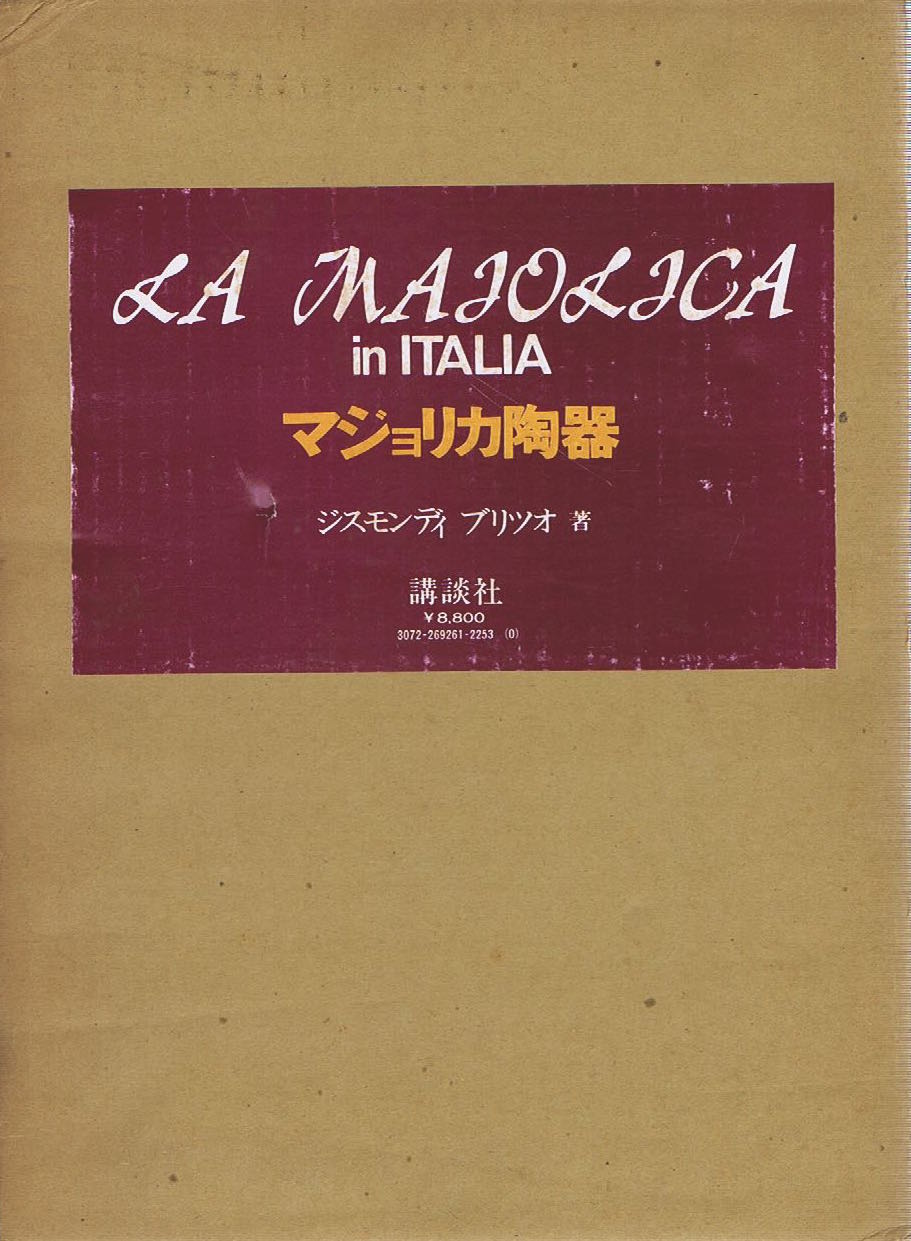 LA MAJOLICA
in ITALIA
マジョリカ陶器
ジスモンディ ブリツオ 著
講談社
¥8,800
3072-269261-2253 (0)